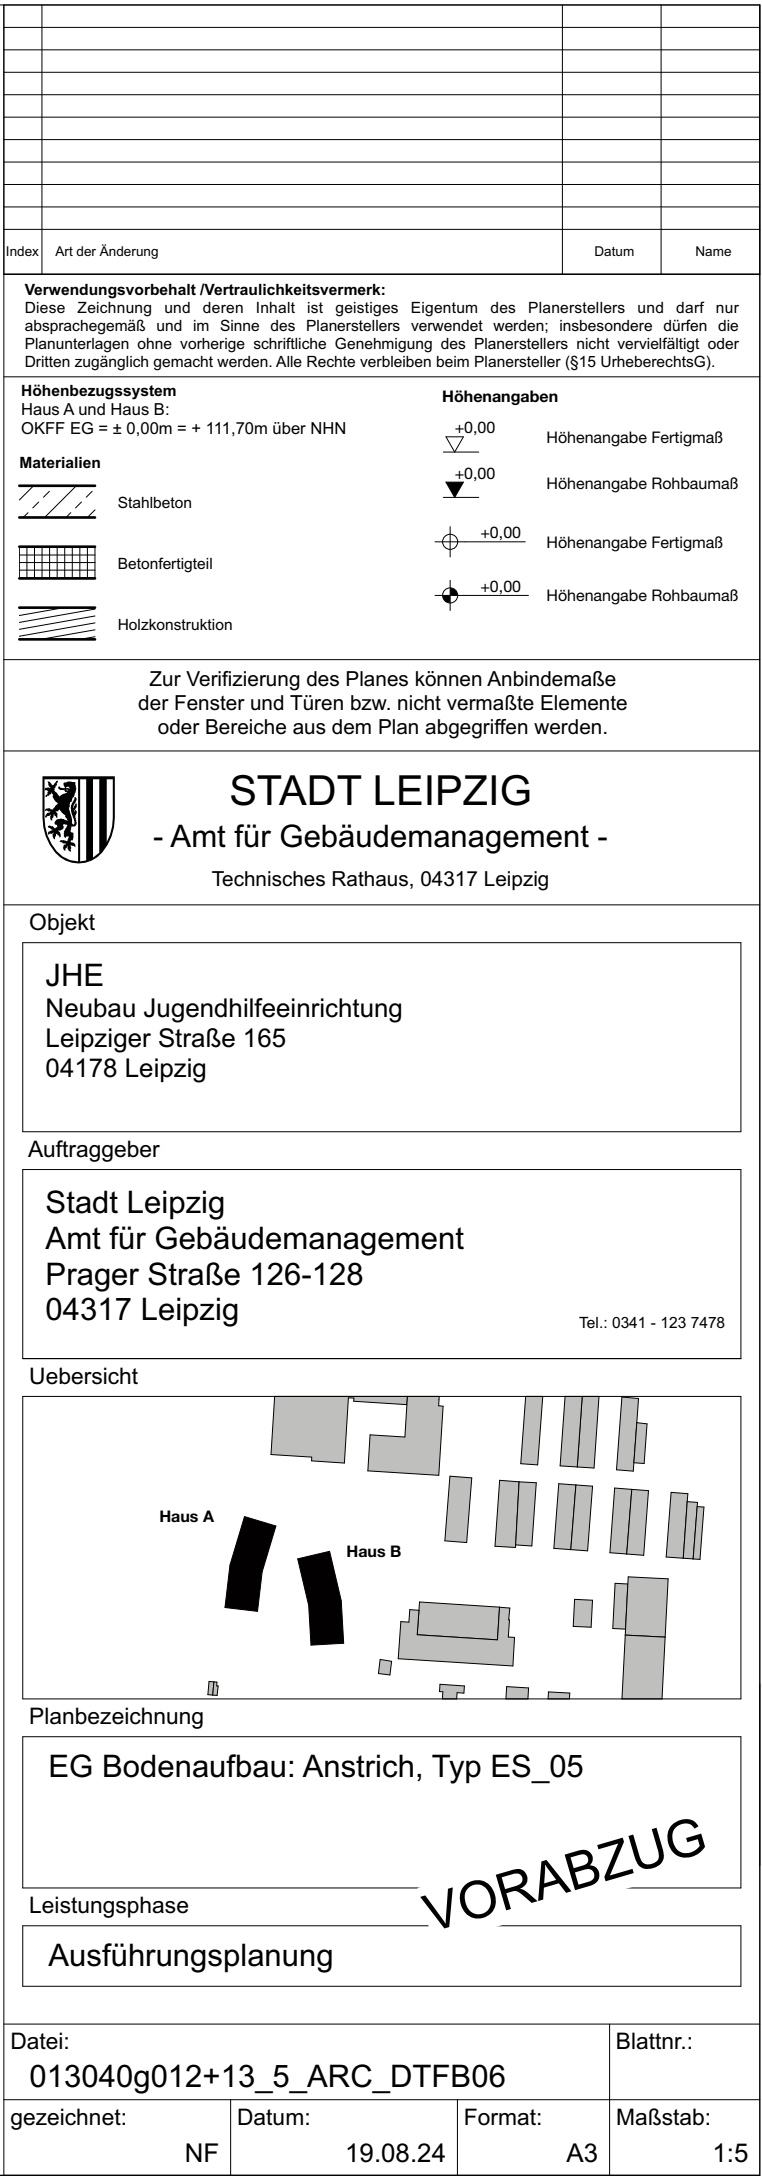 Index Art der Änderung Datum Name
Verwendungsvorbehalt /Vertraulichkeitsvermerk:
Diese Zeichnung und deren Inhalt ist geistiges Eigentum des Planerstellers und darf nur
absprachegemäß und im Sinne des Planerstellers verwendet werden; insbesondere dürfen die
Planunterlagen ohne vorherige schriftliche Genehmigung des Planerstellers nicht vervielfältigt oder
Dritten zugänglich gemacht werden. Alle Rechte verbleiben beim Planersteller (§15 UrheberechtsG).
Höhenbezugssystem
Haus A und Haus B:
OKFF EG = ± 0,00m = + 111,70m über NHN
Materialien
Stahlbeton
Betonfertigteil
Holzkonstruktion
Höhenangaben
+0,00 Höhenangabe Fertigmaß
+0,00 Höhenangabe Rohbaumaß
+0,00 Höhenangabe Fertigmaß
+0,00 Höhenangabe Rohbaumaß
Zur Verifizierung des Planes können Anbindemaße
der Fenster und Türen bzw. nicht vermaßte Elemente
oder Bereiche aus dem Plan abgegriffen werden.
STADT LEIPZIG
- Amt für Gebäudemanagement -
Technisches Rathaus, 04317 Leipzig
Objekt
JHE
Neubau Jugendhilfeeinrichtung
Leipziger Straße 165
04178 Leipzig
Auftraggeber
Stadt Leipzig
Amt für Gebäudemanagement
Prager Straße 126-128
04317 Leipzig
Tel.: 0341 - 123 7478
Uebersicht
Haus A
Haus B
Planbezeichnung
EG Bodenaufbau: Anstrich, Typ ES_05
VORABZUG
Leistungsphase
Ausführungsplanung
Datei: Blattnr.:
013040g012+13_5_ARC_DTFB06
gezeichnet: Datum: Format: Maßstab:
NF 19.08.24 A3 1:5